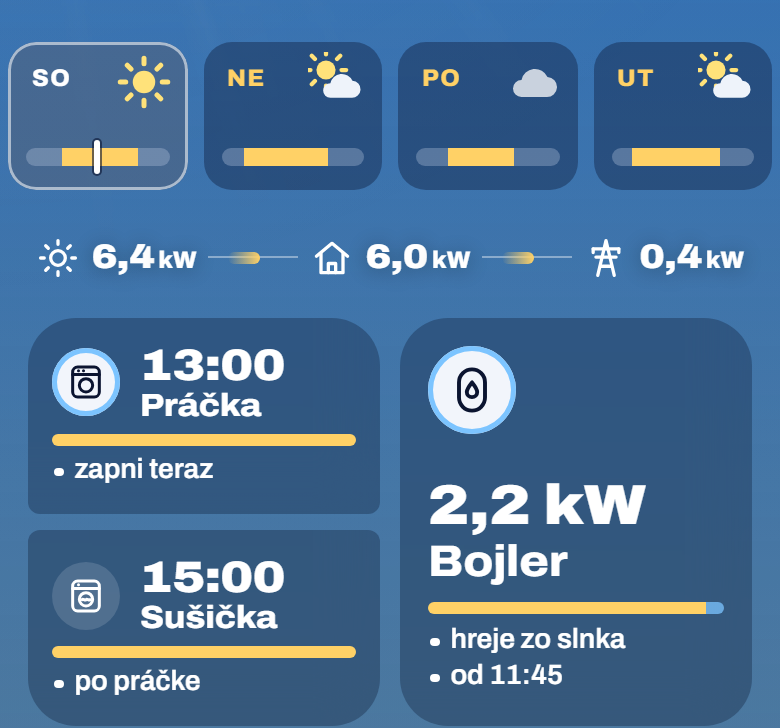 SO
NE
PO
UT
6,4 kW
6,0 kW
0,4 kW
13:00
Práčka
zapni teraz
15:00
Sušička
po práčke
2,2 kW
Bojler
hreje zo slnka
od 11:45